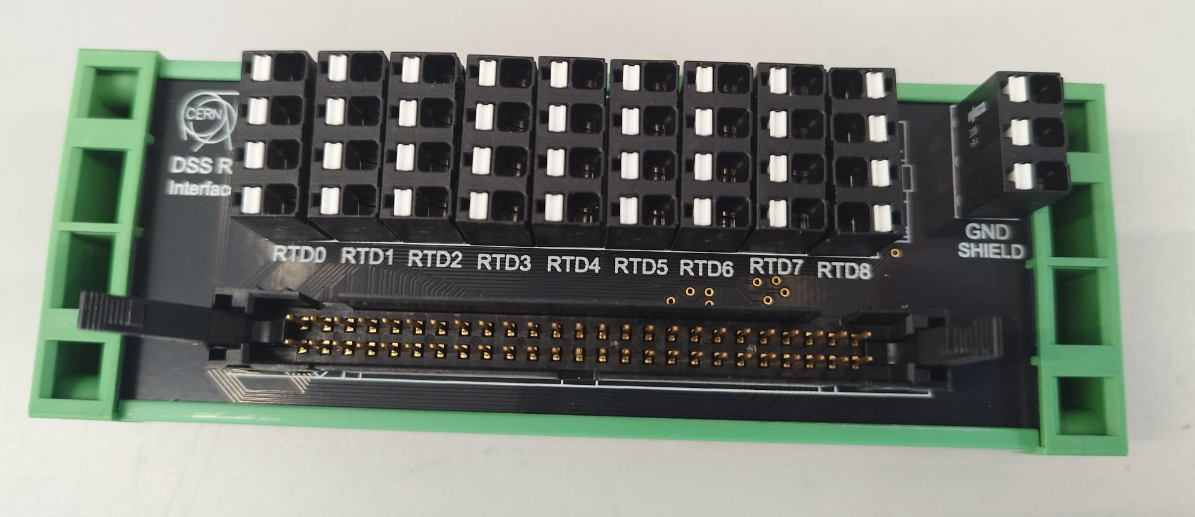 CERN
DSS R
Interfac
RTD0 RTD1 RTD2 RTD3 RTD4 RTD5 RTD6 RTD7 RTD8
GND
SHIELD